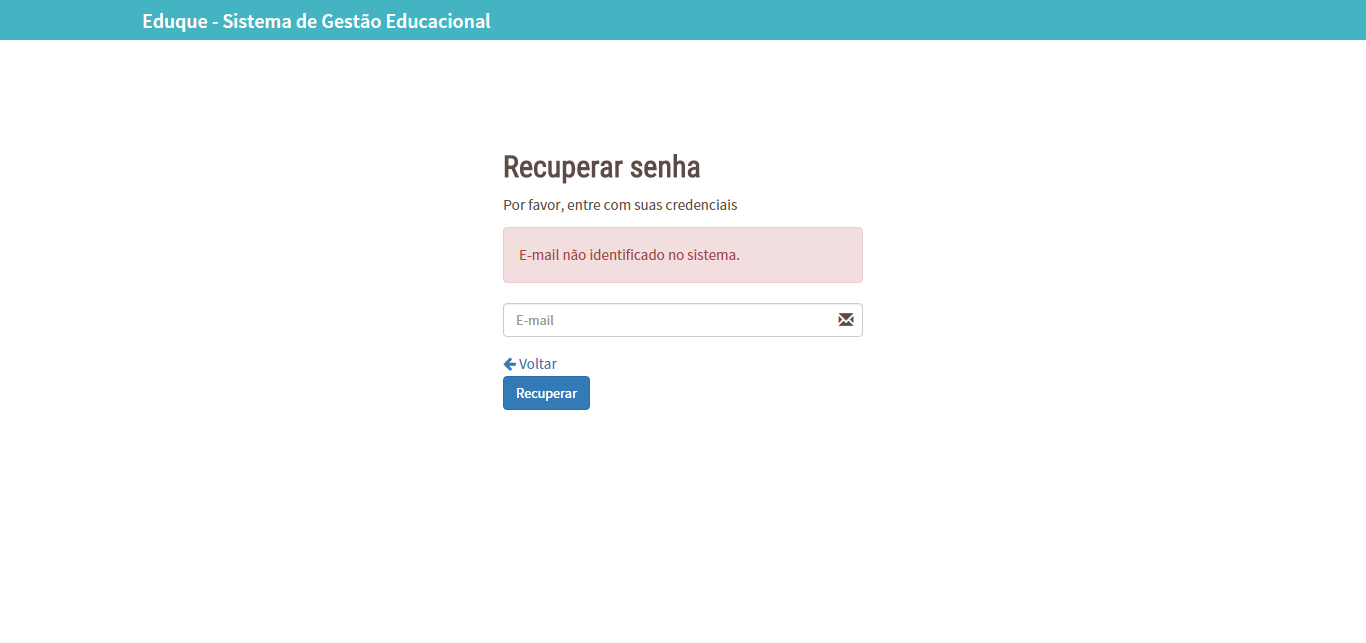 Eduque - Sistema de Gestão Educacional
Recuperar senha
Por favor, entre com suas credenciais
E-mail não identificado no sistema.
E-mail
Voltar
Recuperar